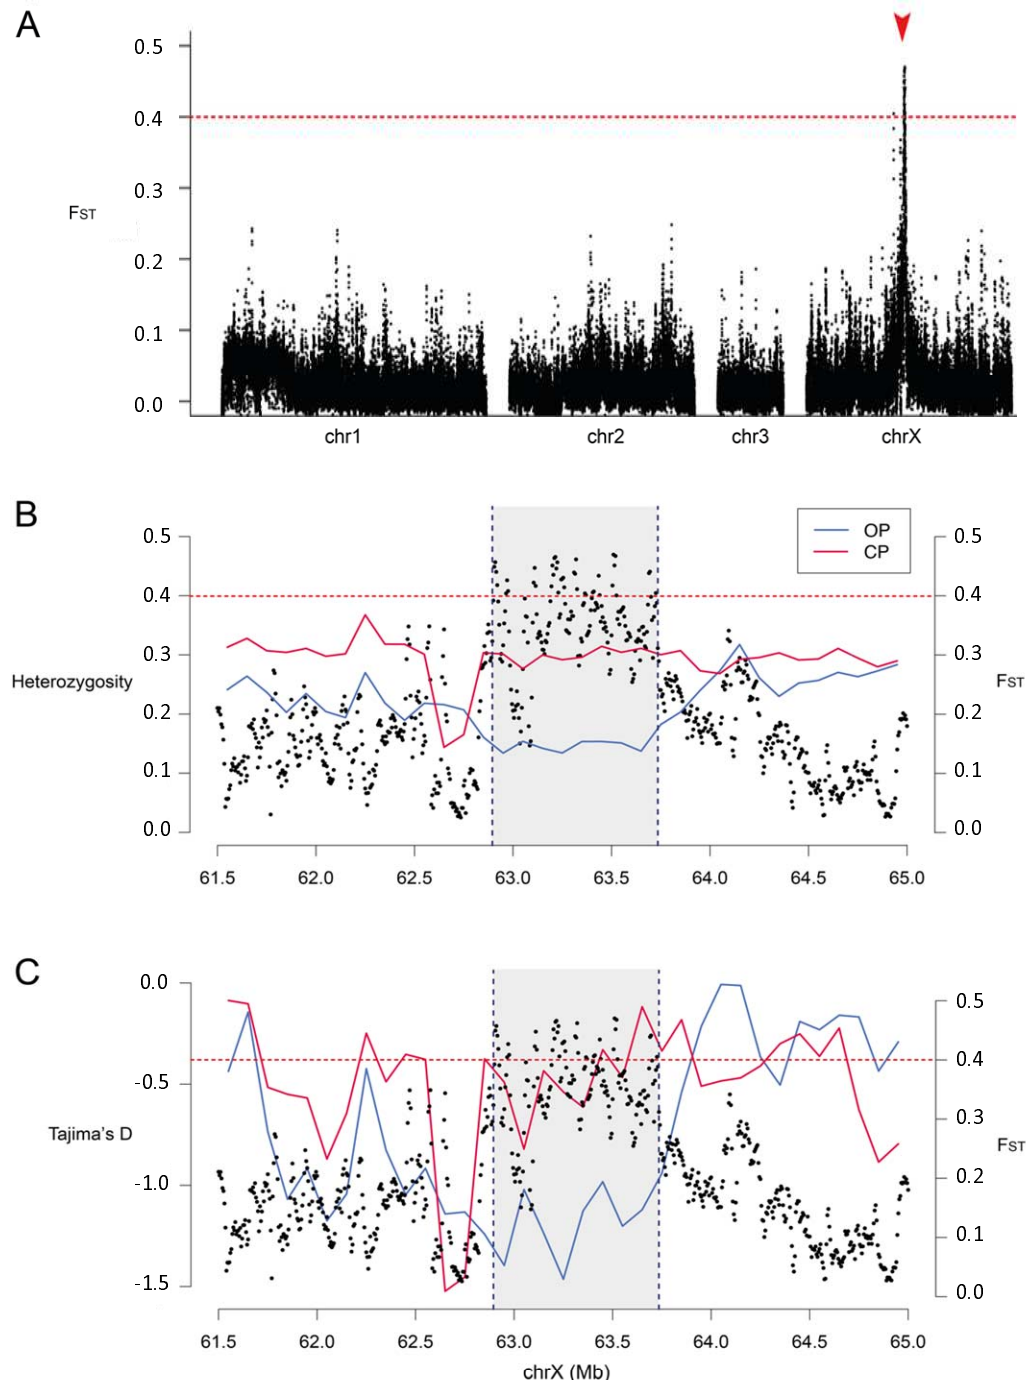 A
0.5
0.4
0.3
FST
0.2
0.1
0.0
chr1 chr2 chr3 chrX
B
0.5 0.5
OP
CP
0.4 0.4
0.3 0.3
Heterozygosity FST
0.2 0.2
0.1 0.1
0.0 0.0
61.5 62.0 62.5 63.0 63.5 64.0 64.5 65.0
C
0.0
0.5
0.4
-0.5
0.3
Tajima's D FST
-1.0 0.2
0.1
-1.5 0.0
61.5 62.0 62.5 63.0 63.5 64.0 64.5 65.0
chrX (Mb)